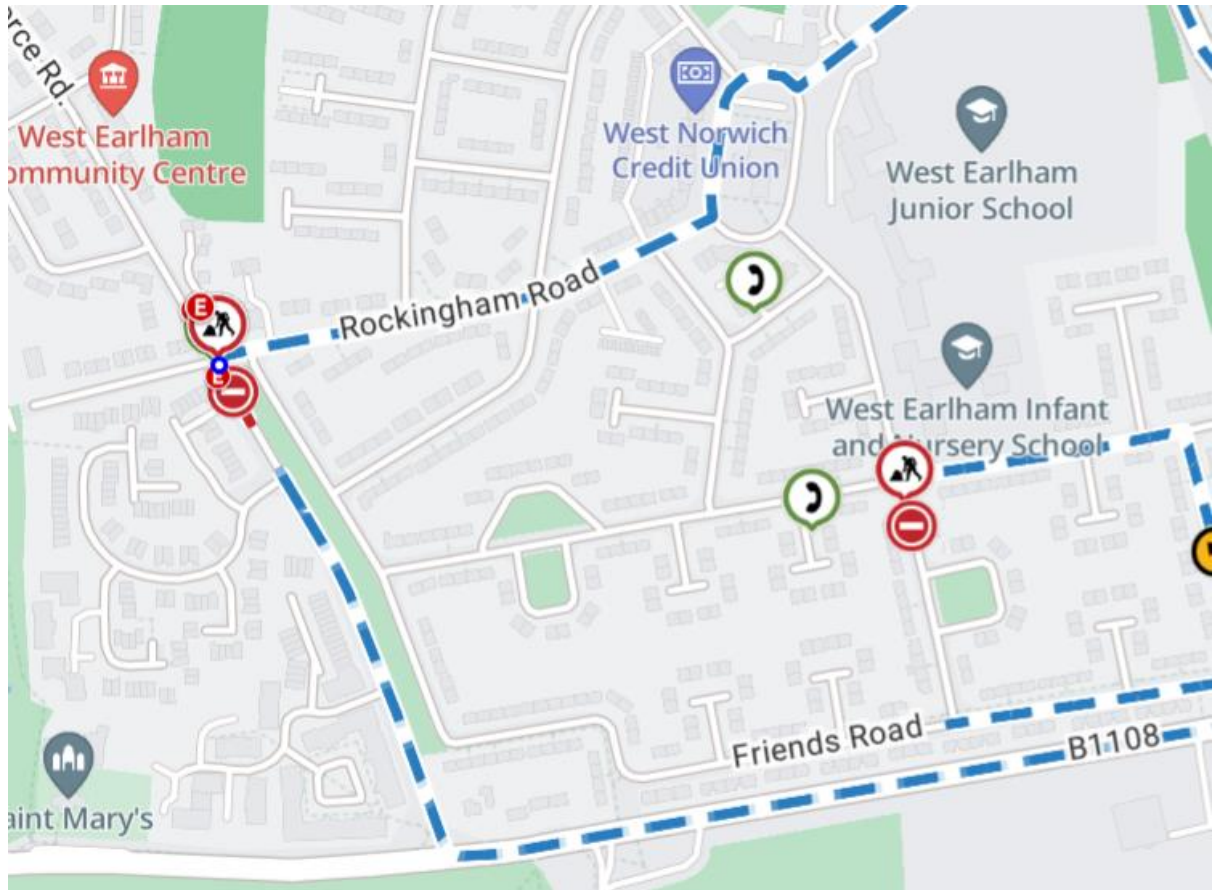 rce Rd.
West Earlham
ommunity Centre
West Norwich
Credit Union
West Earlham
Junior School
Rockingham Road
E
E
West Earlham Infant
and Nursery School
Friends Road
B1108
aint Mary's